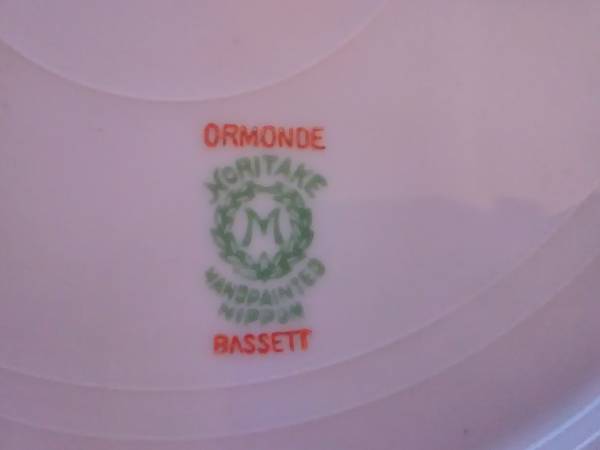 ORMONDE
NORITAKE
M
HANDPAINTED
NIPPON
BASSETT